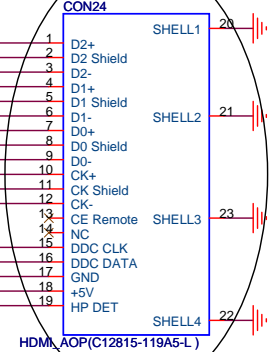 CON24
1 D2+
2 D2 Shield
3 D2-
4 D1+
5 D1 Shield
6 D1-
7 D0+
8 D0 Shield
9 D0-
10 CK+
11 CK Shield
12 CK-
13 CE Remote
14 NC
15 DDC CLK
16 DDC DATA
17 GND
18 +5V
19 HP DET
SHELL1 20
SHELL2 21
SHELL3 23
SHELL4 22
HDMI_AOP(C12815-119A5-L )